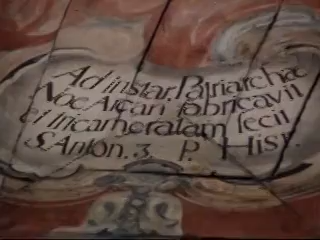 Ad instar. Patriarchae
Noe Arcam fabricavit
et Tricameratam fecit
S. Anton. 3. P. Hist.